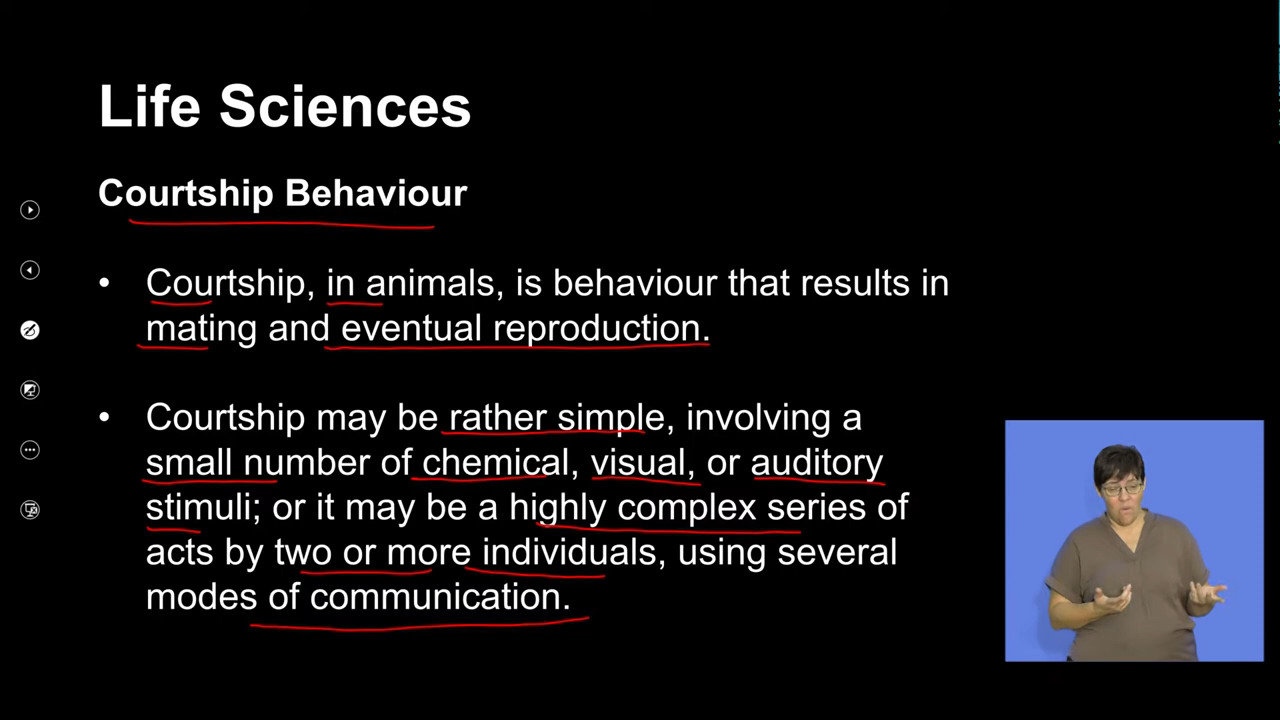 Life Sciences
Courtship Behaviour
• Courtship, in animals, is behaviour that results in
mating and eventual reproduction.
• Courtship may be rather simple, involving a
small number of chemical, visual, or auditory
stimuli; or it may be a highly complex series of
acts by two or more individuals, using several
modes of communication.